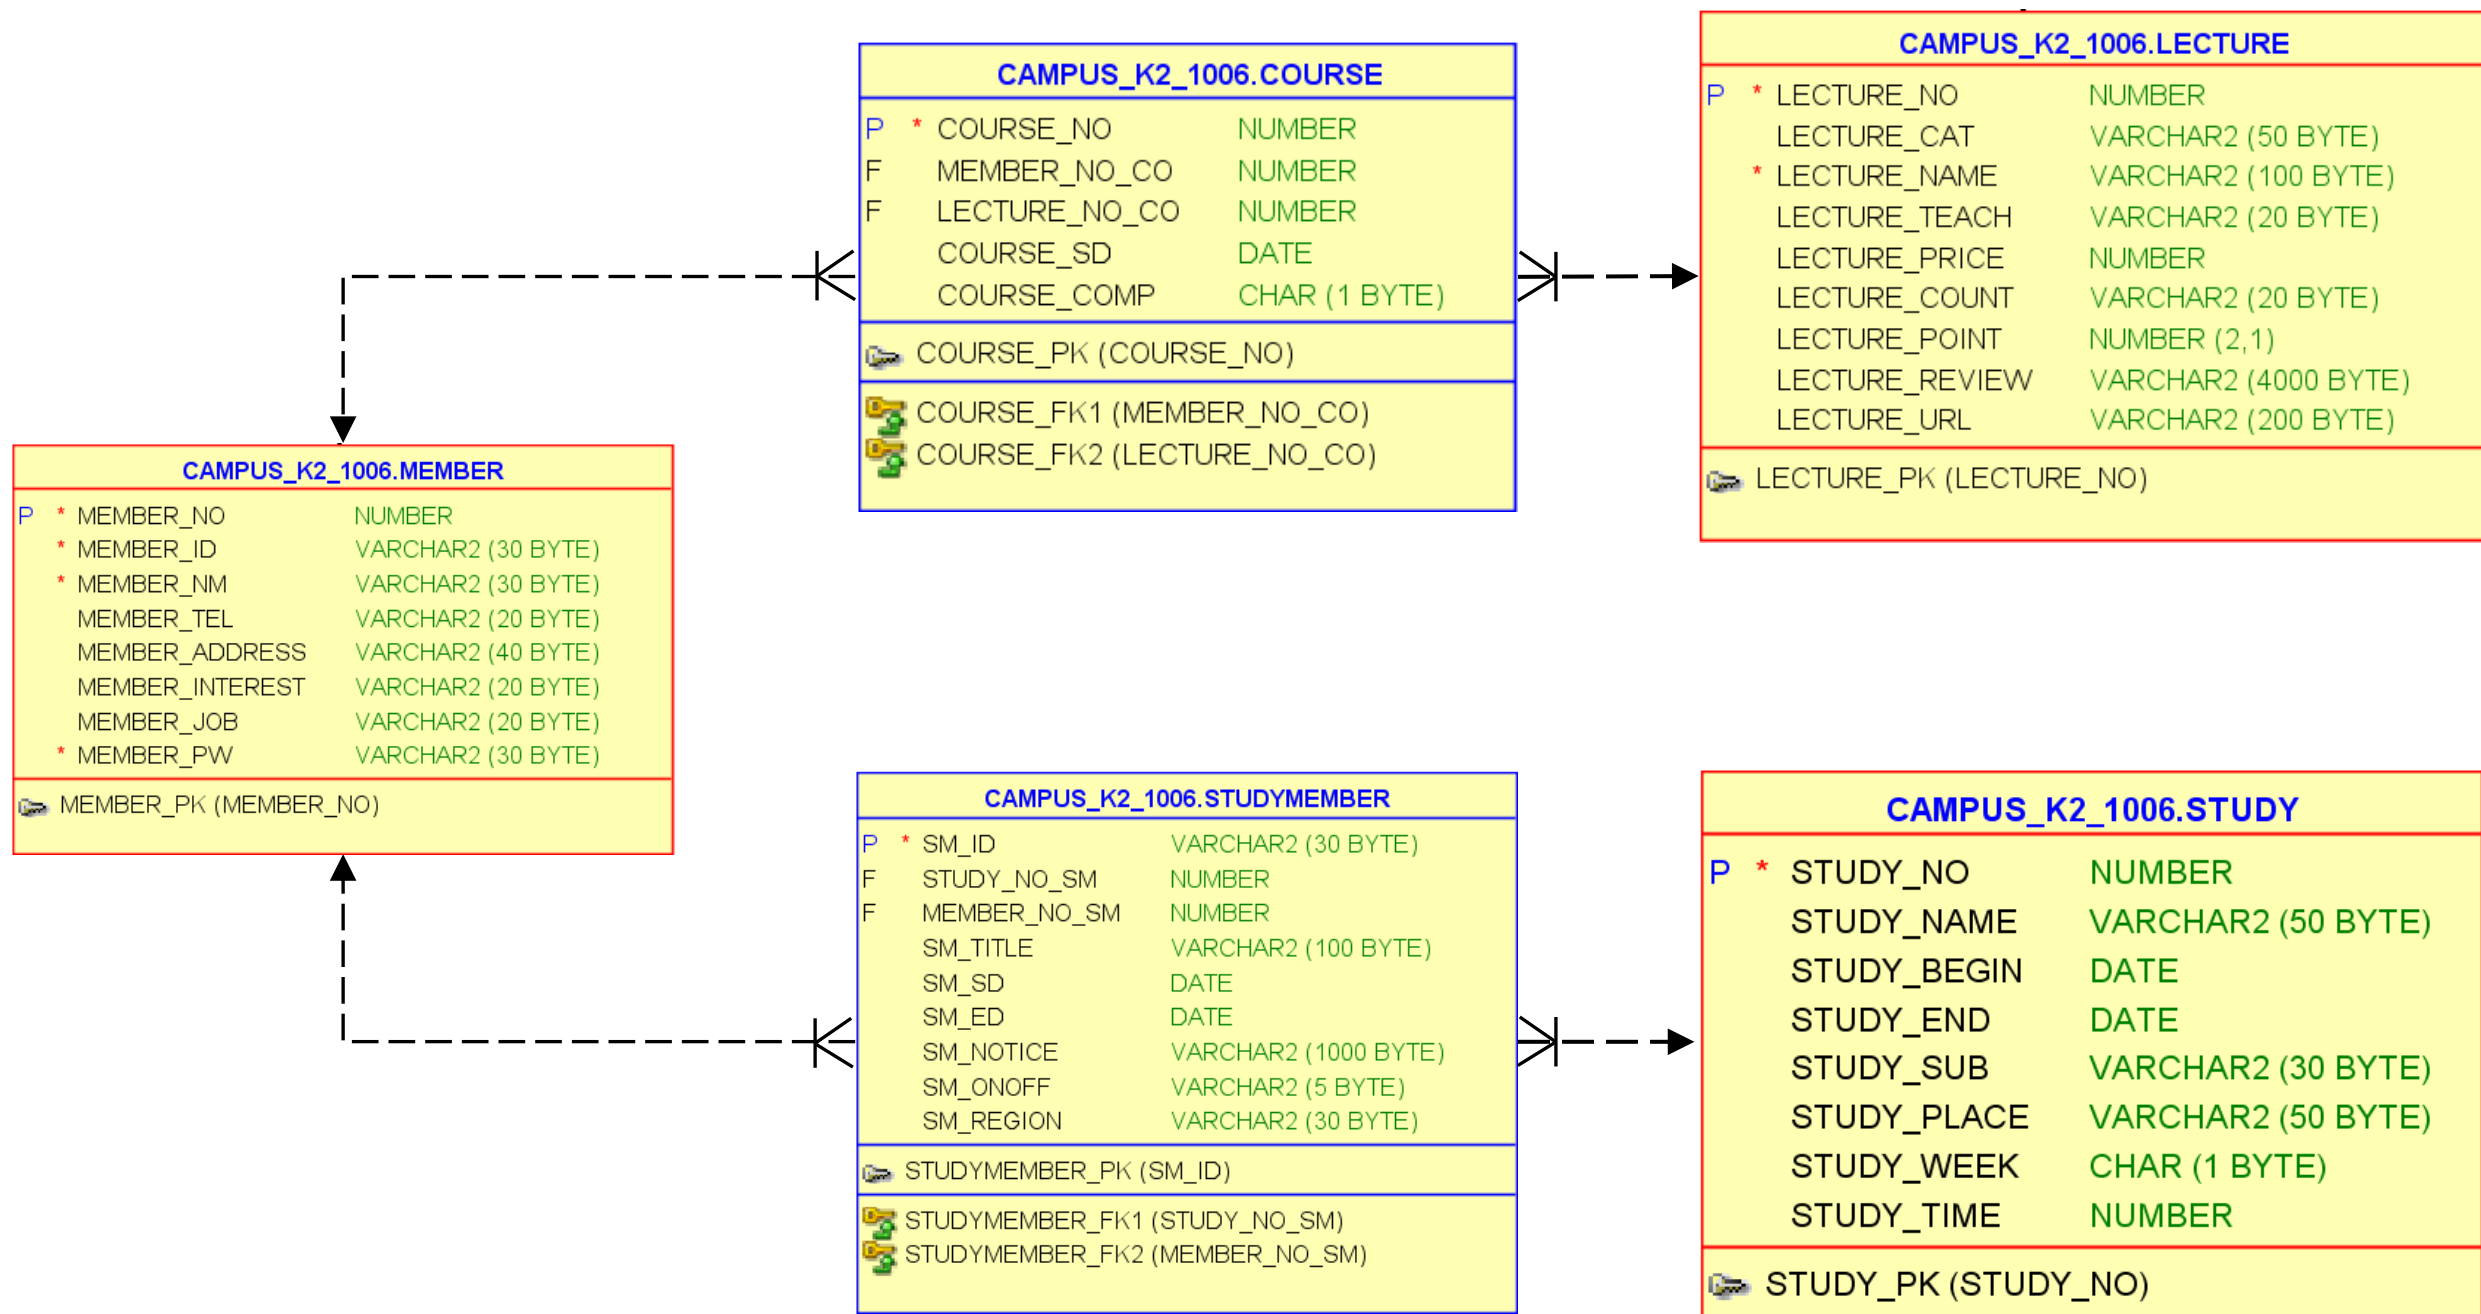 CAMPUS_K2_1006.COURSE
P * COURSE_NO NUMBER
F MEMBER_NO_CO NUMBER
F LECTURE_NO_CO NUMBER
COURSE_SD DATE
COURSE_COMP CHAR (1 BYTE)
COURSE_PK (COURSE_NO)
COURSE_FK1 (MEMBER_NO_CO)
COURSE_FK2 (LECTURE_NO_CO)
CAMPUS_K2_1006.LECTURE
P * LECTURE_NO NUMBER
LECTURE_CAT VARCHAR2 (50 BYTE)
* LECTURE_NAME VARCHAR2 (100 BYTE)
LECTURE_TEACH VARCHAR2 (20 BYTE)
LECTURE_PRICE NUMBER
LECTURE_COUNT VARCHAR2 (20 BYTE)
LECTURE_POINT NUMBER (2,1)
LECTURE_REVIEW VARCHAR2 (4000 BYTE)
LECTURE_URL VARCHAR2 (200 BYTE)
LECTURE_PK (LECTURE_NO)
CAMPUS_K2_1006.MEMBER
P * MEMBER_NO NUMBER
* MEMBER_ID VARCHAR2 (30 BYTE)
* MEMBER_NM VARCHAR2 (30 BYTE)
MEMBER_TEL VARCHAR2 (20 BYTE)
MEMBER_ADDRESS VARCHAR2 (40 BYTE)
MEMBER_INTEREST VARCHAR2 (20 BYTE)
MEMBER_JOB VARCHAR2 (20 BYTE)
* MEMBER_PW VARCHAR2 (30 BYTE)
MEMBER_PK (MEMBER_NO)
CAMPUS_K2_1006.STUDYMEMBER
P * SM_ID VARCHAR2 (30 BYTE)
F STUDY_NO_SM NUMBER
F MEMBER_NO_SM NUMBER
SM_TITLE VARCHAR2 (100 BYTE)
SM_SD DATE
SM_ED DATE
SM_NOTICE VARCHAR2 (1000 BYTE)
SM_ONOFF VARCHAR2 (5 BYTE)
SM_REGION VARCHAR2 (30 BYTE)
STUDYMEMBER_PK (SM_ID)
STUDYMEMBER_FK1 (STUDY_NO_SM)
STUDYMEMBER_FK2 (MEMBER_NO_SM)
CAMPUS_K2_1006.STUDY
P * STUDY_NO NUMBER
STUDY_NAME VARCHAR2 (50 BYTE)
STUDY_BEGIN DATE
STUDY_END DATE
STUDY_SUB VARCHAR2 (30 BYTE)
STUDY_PLACE VARCHAR2 (50 BYTE)
STUDY_WEEK CHAR (1 BYTE)
STUDY_TIME NUMBER
STUDY_PK (STUDY_NO)